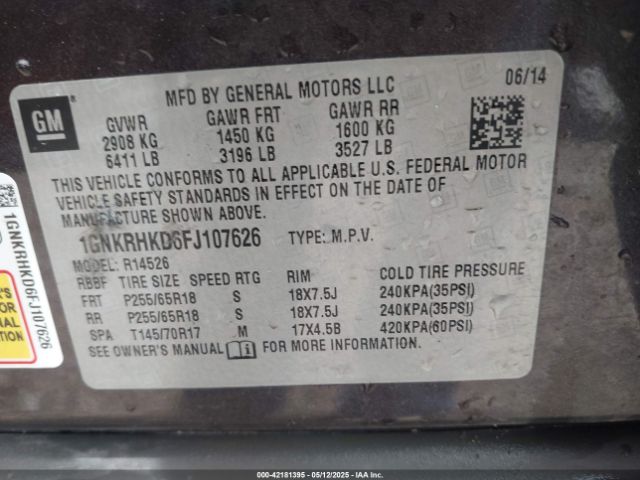 MFD BY GENERAL MOTORS LLC 06/14
GM
GVWR GAWR FRT GAWR RR
2908 KG 1450 KG 1600 KG
6411 LB 3196 LB 3527 LB
THIS VEHICLE CONFORMS TO ALL APPLICABLE U.S. FEDERAL MOTOR
VEHICLE SAFETY STANDARDS IN EFFECT ON THE DATE OF
MANUFACTURE SHOWN ABOVE.
1GNKRHKD6FJ107626 TYPE: M.P.V.
MODEL: R14526
RBBF TIRE SIZE SPEED RTG RIM COLD TIRE PRESSURE
FRT P255/65R18 S 18X7.5J 240KPA(35PSI)
RR P255/65R18 S 18X7.5J 240KPA(35PSI)
SPA T145/70R17 M 17X4.5B 420KPA(60PSI)
SEE OWNER'S MANUAL FOR MORE INFORMATION.
1GNKRHKD6FJ107626
000-42181395 - 05/12/2025 - IAA